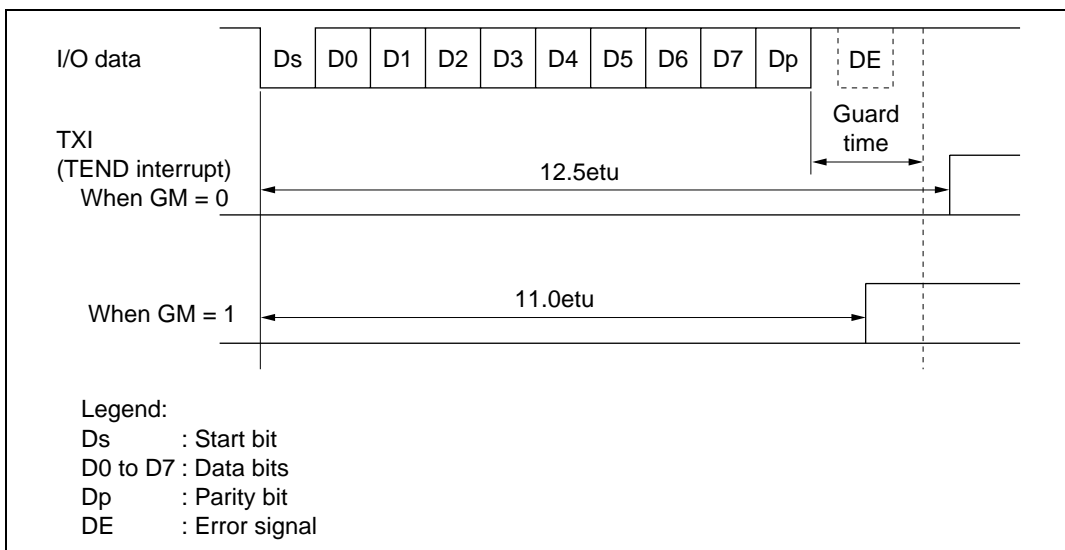 I/O data
Ds D0 D1 D2 D3 D4 D5 D6 D7 Dp DE
Guard
time
TXI
(TEND interrupt)
When GM = 0
12.5etu
When GM = 1
11.0etu
Legend:
Ds : Start bit
D0 to D7 : Data bits
Dp : Parity bit
DE : Error signal